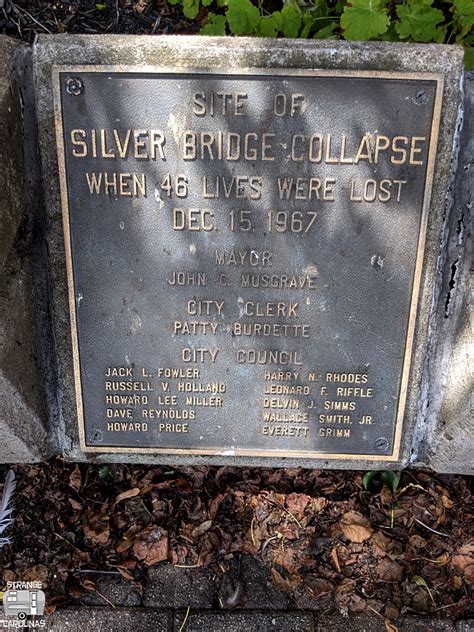 SITE OF
SILVER BRIDGE COLLAPSE
WHEN 46 LIVES WERE LOST
DEC. 15, 1967
MAYOR
JOHN C. MUSGRAVE
CITY CLERK
PATTY BURDETTE
CITY COUNCIL
JACK L. FOWLER
RUSSELL V. HOLLAND
HOWARD LEE MILLER
DAVE REYNOLDS
HOWARD PRICE
HARRY N. RHODES
LEONARD F. RIFFLE
DELVIN J. SIMMS
WALLACE SMITH, JR.
EVERETT GRIMM
STRANGE
CAROLINAS